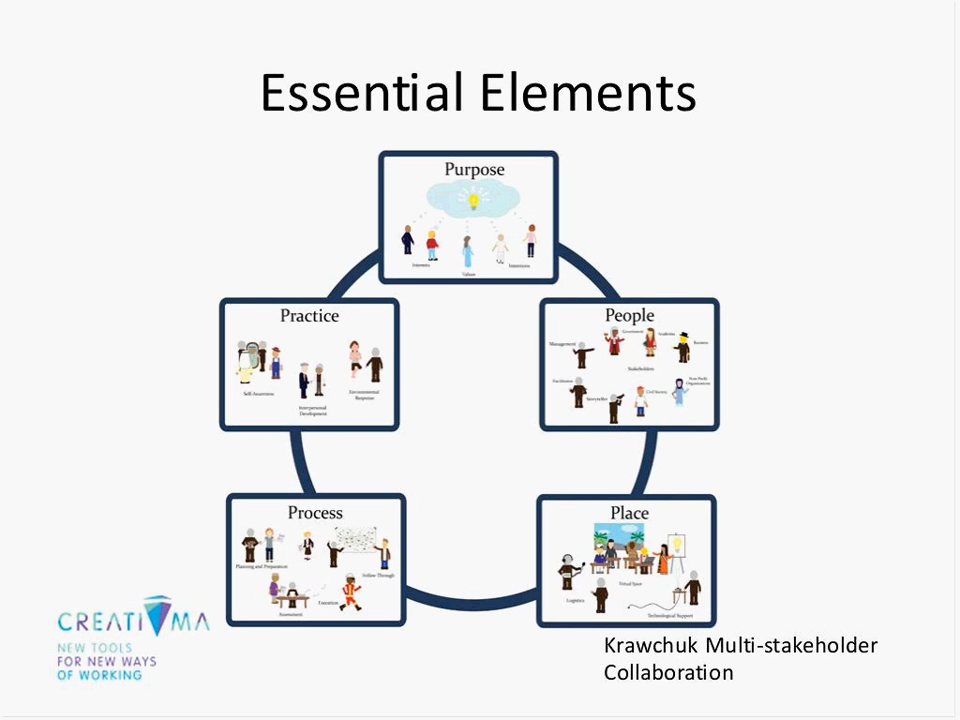 Essential Elements
Purpose
Interests
Values
Intentions
Practice
Self-Awareness
Interpersonal
Development
Environmental
Response
People
Management
Government
Academia
Business
Stakeholders
Facilitators
Storyteller
Civil Society
Non-Profit
Organizations
Process
Planning and Preparation
Follow Through
Execution
Assessment
Place
Virtual Space
Logistics
Technological Support
CREATIVMA
NEW TOOLS
FOR NEW WAYS
OF WORKING
Krawchuk Multi-stakeholder
Collaboration